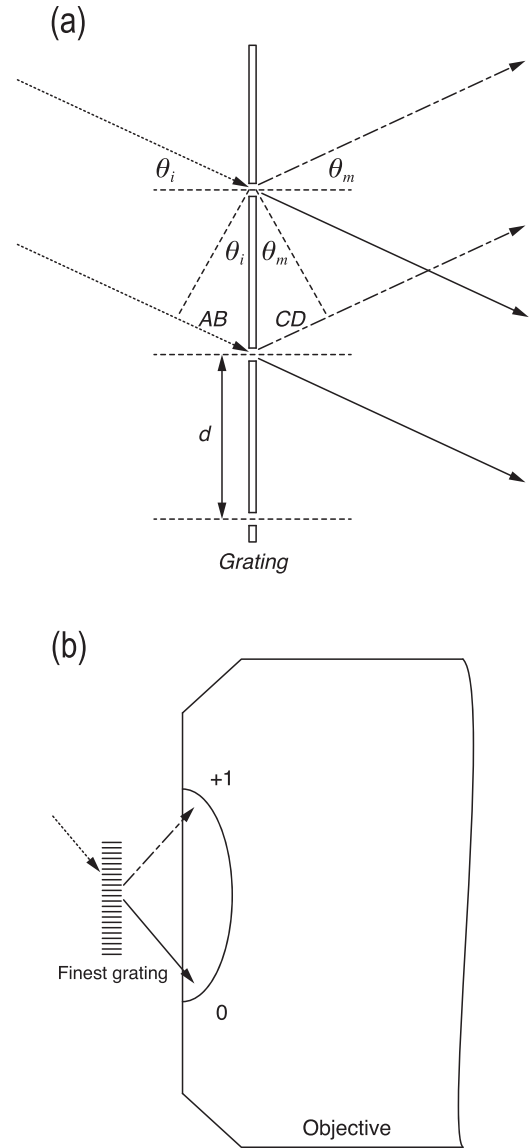 (a)
θi
θm
θi θm
AB CD
d
Grating
(b)
+1
Finest grating
0
Objective